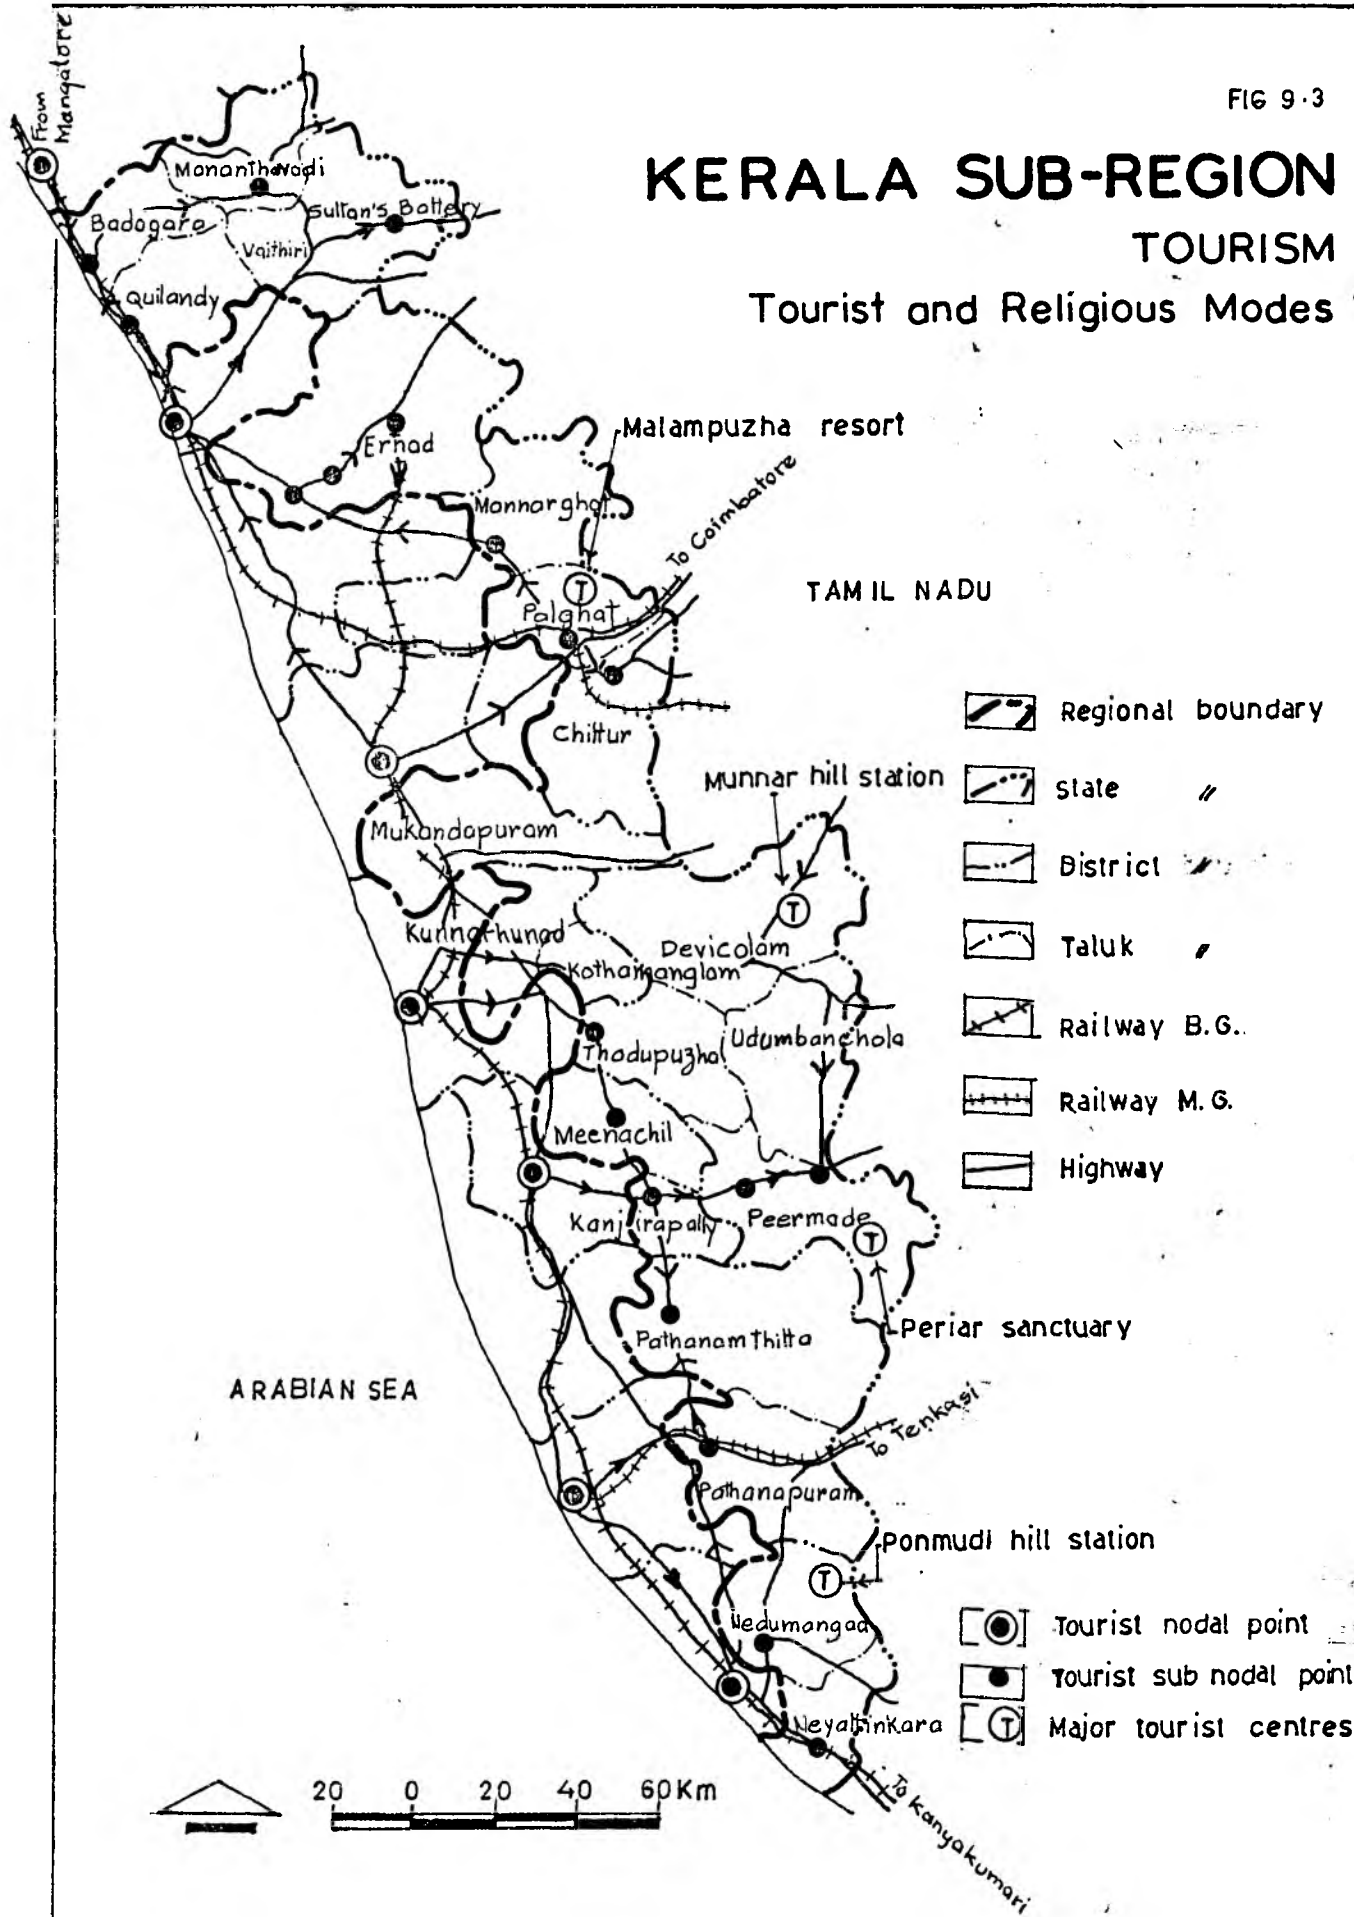 FIG 9.3
KERALA SUB-REGION
TOURISM
Tourist and Religious Modes
From
Mangalore
Mananthavadi
Badagara
Sultan's Battery
Vaithiri
Quilandy
Ernad
Malampuzha resort
Mannarghat
To Coimbatore
T
Palghat
TAMIL NADU
Chittur
Regional boundary
Munnar hill station
State "
Mukandapuram
District "
T
Kunnathunad
Devicolam
Taluk "
Kothamanglam
Railway B.G.
Udumbanchola
Thodupuzha
Railway M.G.
Meenachil
Highway
Kanjirapally
Peermade
T
Periar sanctuary
Pathanamthitta
ARABIAN SEA
To Tenkasi
Pathanapuram
Ponmudi hill station
T
Nedumangad
Tourist nodal point
Tourist sub nodal point
Neyattinkara
T Major tourist centres
To Kanyakumari
20 0 20 40 60 Km